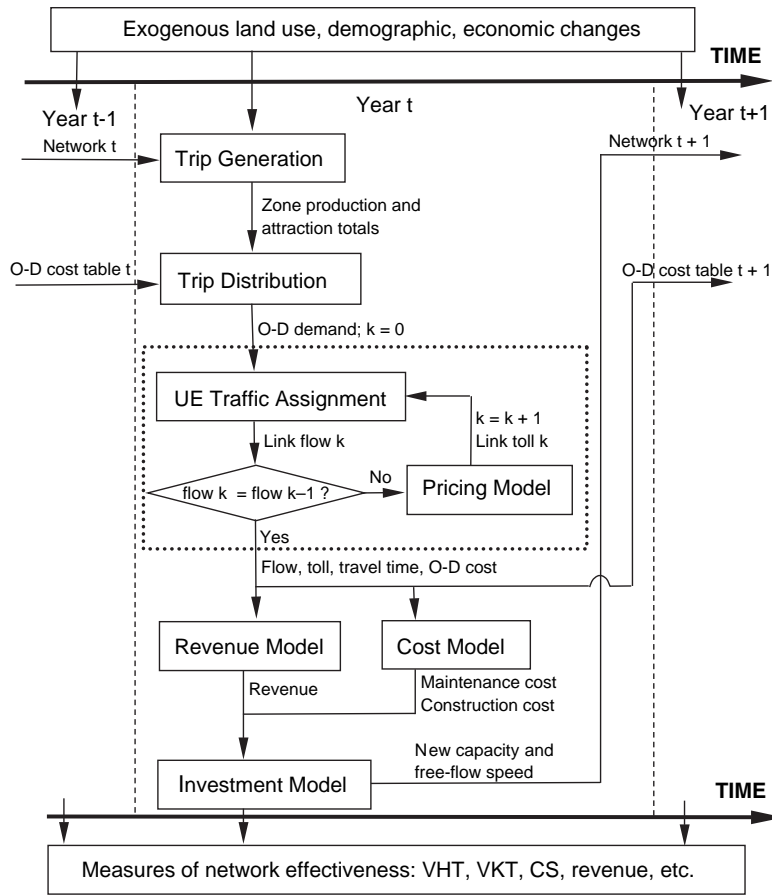 Exogenous land use, demographic, economic changes
TIME
Year t-1
Year t
Year t+1
Network t
Network t + 1
Trip Generation
Zone production and
attraction totals
O-D cost table t
O-D cost table t + 1
Trip Distribution
O-D demand; k = 0
UE Traffic Assignment
k = k + 1
Link toll k
Link flow k
flow k = flow k–1 ?
No
Pricing Model
Yes
Flow, toll, travel time, O-D cost
Revenue Model
Cost Model
Revenue
Maintenance cost
Construction cost
New capacity and
free-flow speed
Investment Model
TIME
Measures of network effectiveness: VHT, VKT, CS, revenue, etc.